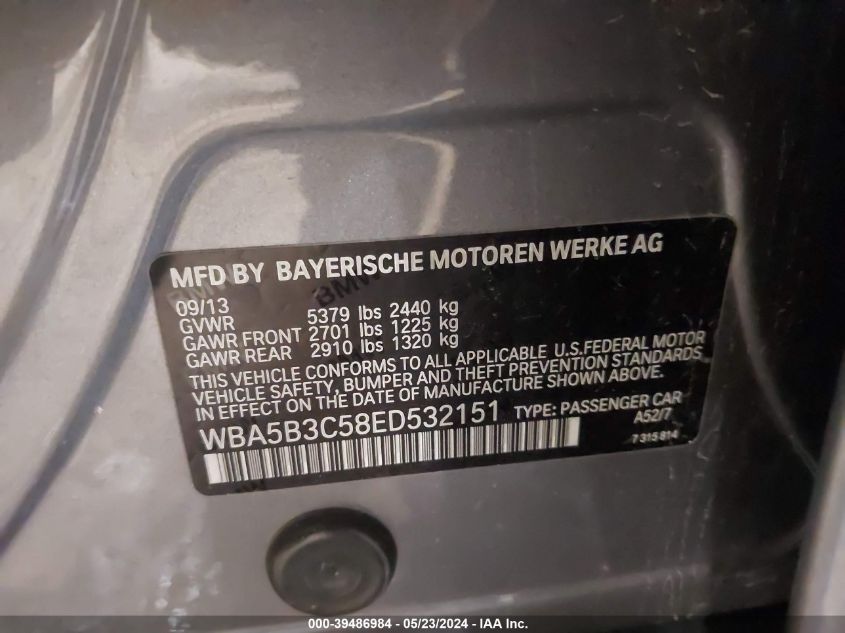 MFD BY BAYERISCHE MOTOREN WERKE AG
09/13
GVWR 5379 lbs 2440 kg
GAWR FRONT 2701 lbs 1225 kg
GAWR REAR 2910 lbs 1320 kg
THIS VEHICLE CONFORMS TO ALL APPLICABLE U.S.FEDERAL MOTOR
VEHICLE SAFETY, BUMPER AND THEFT PREVENTION STANDARDS
IN EFFECT ON THE DATE OF MANUFACTURE SHOWN ABOVE.
WBA5B3C58ED532151 TYPE: PASSENGER CAR
A52/7
7 315 814
000-39486984 / 05/23/2024 - IAA Inc.